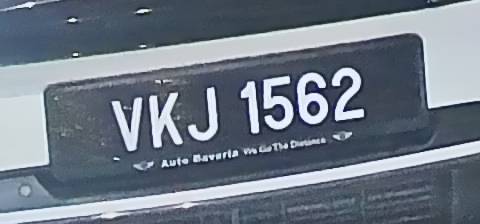 VKJ 1562
Auto Bavaria We Go The Distance